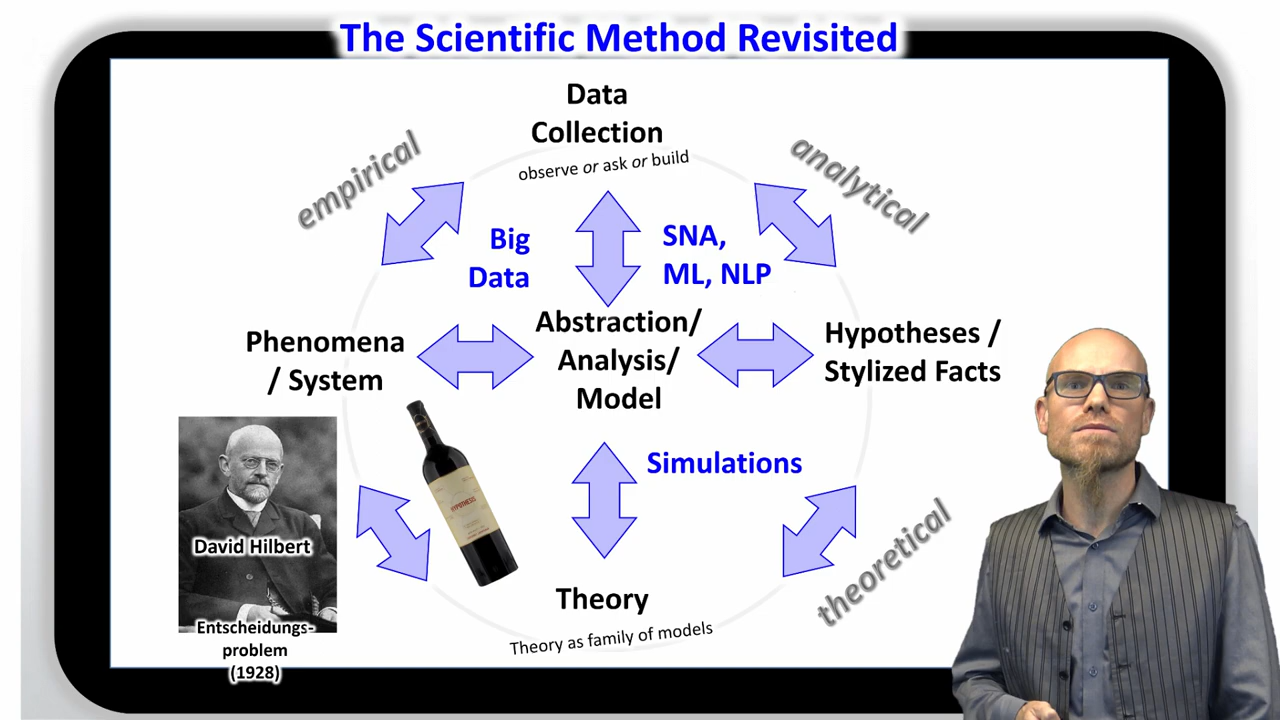 The Scientific Method Revisited
Data
Collection
observe or ask or build
empirical
analytical
Big
Data
SNA,
ML, NLP
Phenomena
/ System
Abstraction/
Analysis/
Model
Hypotheses /
Stylized Facts
David Hilbert
Entscheidungs-
problem
(1928)
HYPOTHESIS
Simulations
theoretical
Theory
Theory as family of models